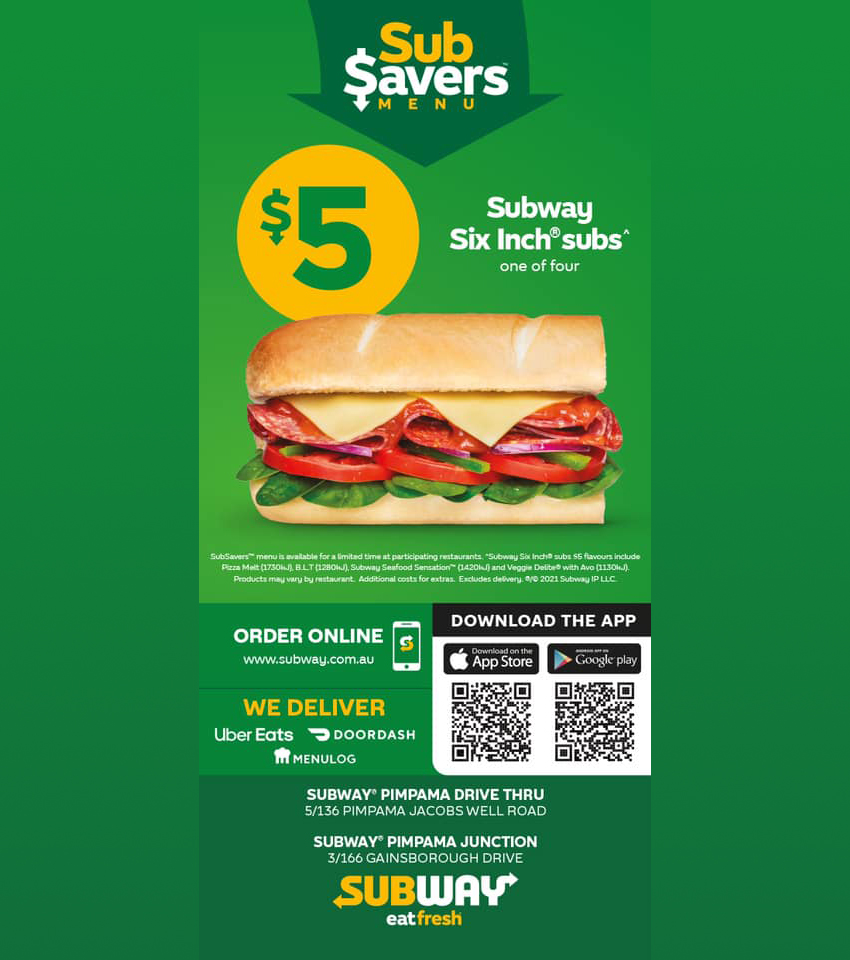 Sub
$avers™
MENU
$5
Subway
Six Inch® subs^
one of four
SubSavers™ menu is available for a limited time at participating restaurants. ^Subway Six Inch® subs $5 flavours include
Pizza Melt (1730kJ), B.L.T (1280kJ), Subway Seafood Sensation™ (1420kJ) and Veggie Delite® with Avo (1130kJ).
Products may vary by restaurant. Additional costs for extras. Excludes delivery. ®/© 2021 Subway IP LLC.
ORDER ONLINE
www.subway.com.au
WE DELIVER
Uber Eats DOORDASH
MENULOG
DOWNLOAD THE APP
Download on the
App Store
ANDROID APP ON
Google play
SUBWAY® PIMPAMA DRIVE THRU
5/136 PIMPAMA JACOBS WELL ROAD
SUBWAY® PIMPAMA JUNCTION
3/166 GAINSBOROUGH DRIVE
SUBWAY
eat fresh